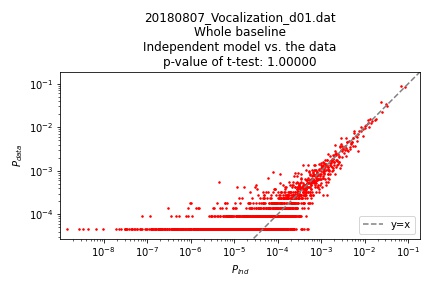 20180807_Vocalization_d01.dat
Whole baseline
Independent model vs. the data
p-value of t-test: 1.00000
10⁻¹
10⁻²
10⁻³
10⁻⁴
P_data
10⁻⁸ 10⁻⁷ 10⁻⁶ 10⁻⁵ 10⁻⁴ 10⁻³ 10⁻² 10⁻¹
P_ind
y=x